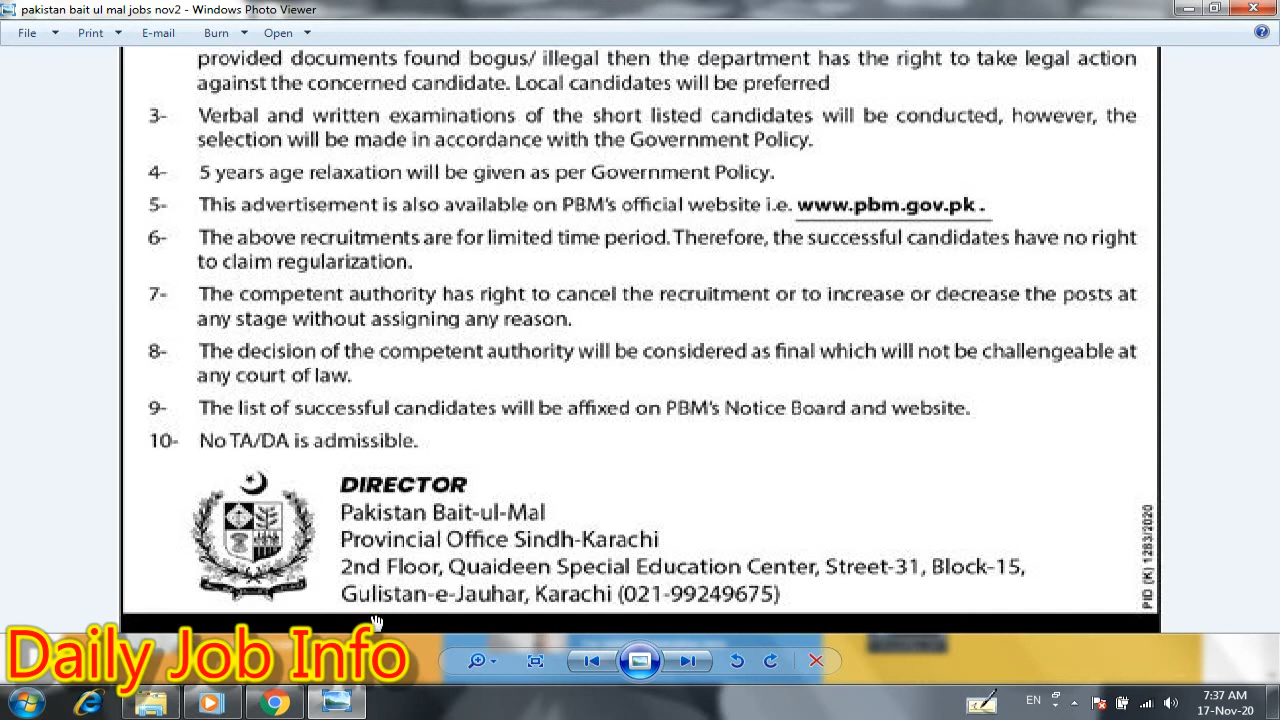 pakistan bait ul mal jobs nov2 - Windows Photo Viewer
File Print E-mail Burn Open
provided documents found bogus/ illegal then the department has the right to take legal action
against the concerned candidate. Local candidates will be preferred
3- Verbal and written examinations of the short listed candidates will be conducted, however, the
selection will be made in accordance with the Government Policy.
4- 5 years age relaxation will be given as per Government Policy.
5- This advertisement is also available on PBM's official website i.e. www.pbm.gov.pk .
6- The above recruitments are for limited time period. Therefore, the successful candidates have no right
to claim regularization.
7- The competent authority has right to cancel the recruitment or to increase or decrease the posts at
any stage without assigning any reason.
8- The decision of the competent authority will be considered as final which will not be challengeable at
any court of law.
9- The list of successful candidates will be affixed on PBM's Notice Board and website.
10- No TA/DA is admissible.
DIRECTOR
Pakistan Bait-ul-Mal
Provincial Office Sindh-Karachi
2nd Floor, Quaideen Special Education Center, Street-31, Block-15,
Gulistan-e-Jauhar, Karachi (021-99249675)
PID (K) 1283/2020
Daily Job Info
EN
7:37 AM
17-Nov-20